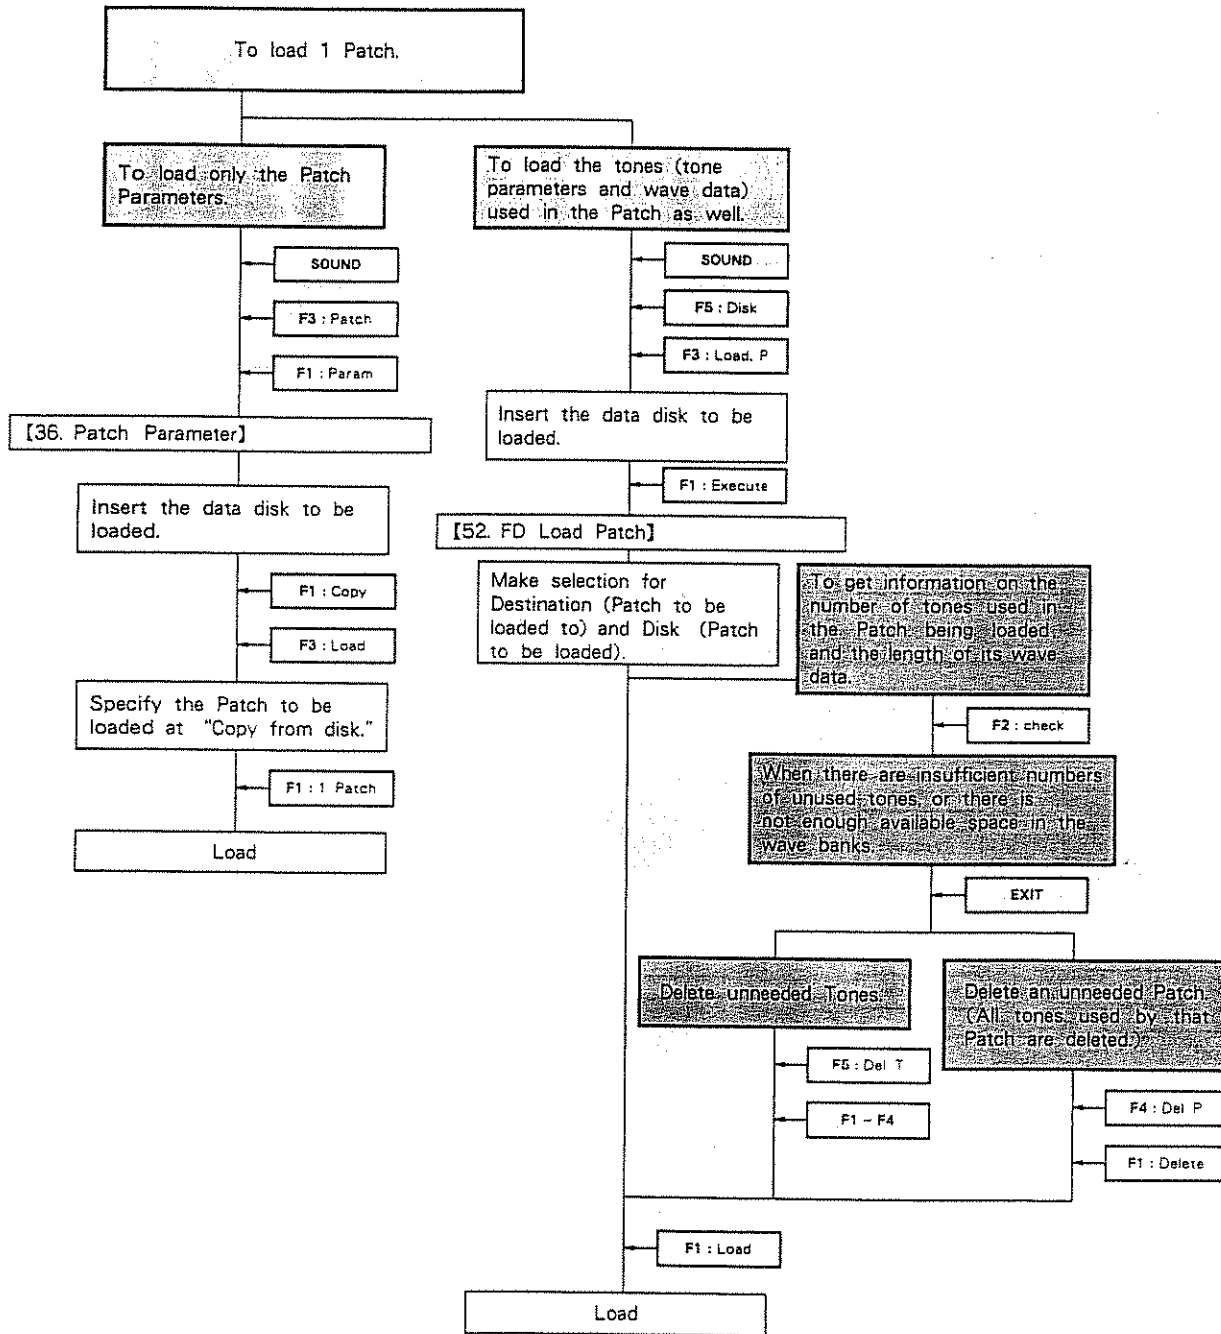 To load 1 Patch.
To load only the Patch
Parameters.
SOUND
F3 : Patch
F1 : Param
【36. Patch Parameter】
Insert the data disk to be
loaded.
F1 : Copy
F3 : Load
Specify the Patch to be
loaded at "Copy from disk."
F1 : 1 Patch
Load
To load the tones (tone
parameters and wave data)
used in the Patch as well.
SOUND
F5 : Disk
F3 : Load. P
Insert the data disk to be
loaded.
F1 : Execute
【52. FD Load Patch】
Make selection for
Destination (Patch to be
loaded to) and Disk (Patch
to be loaded).
To get information on the
number of tones used in
the Patch being loaded
and the length of its wave
data.
F2 : check
When there are insufficient numbers
of unused tones, or there is
not enough available space in the
wave banks.
EXIT
Delete unneeded Tones.
F5 : Del T
F1 ~ F4
Delete an unneeded Patch.
(All tones used by that
Patch are deleted.)
F4 : Del P
F1 : Delete
F1 : Load
Load